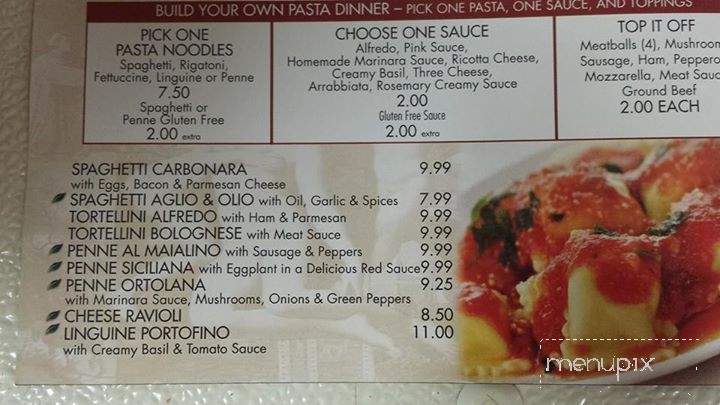 BUILD YOUR OWN PASTA DINNER – PICK ONE PASTA, ONE SAUCE, AND TOPPINGS
PICK ONE
PASTA NOODLES
Spaghetti, Rigatoni,
Fettuccine, Linguine or Penne
7.50
Spaghetti or
Penne Gluten Free
2.00 extra
CHOOSE ONE SAUCE
Alfredo, Pink Sauce,
Homemade Marinara Sauce, Ricotta Cheese,
Creamy Basil, Three Cheese,
Arrabbiata, Rosemary Creamy Sauce
2.00
Gluten Free Sauce
2.00 extra
TOP IT OFF
Meatballs (4),
Sausage, Ham,
Mozzarella, Meat
Ground Beef
2.00 EACH
SPAGHETTI CARBONARA 9.99
with Eggs, Bacon & Parmesan Cheese
SPAGHETTI AGLIO & OLIO with Oil, Garlic & Spices 7.99
TORTELLINI ALFREDO with Ham & Parmesan 9.99
TORTELLINI BOLOGNESE with Meat Sauce 9.99
PENNE AL MAIALINO with Sausage & Peppers 9.99
PENNE SICILIANA with Eggplant in a Delicious Red Sauce 9.99
PENNE ORTOLANA 9.25
with Marinara Sauce, Mushrooms, Onions & Green Peppers
CHEESE RAVIOLI 8.50
LINGUINE PORTOFINO 11.00
with Creamy Basil & Tomato Sauce
menupix